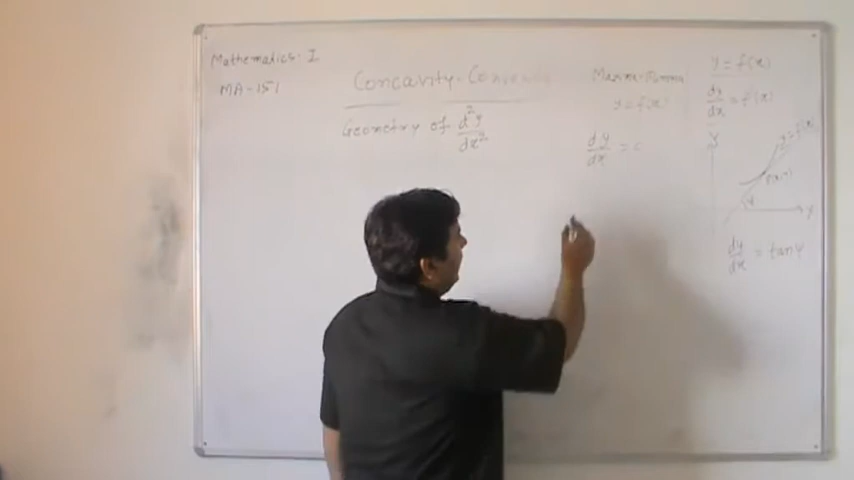 Mathematics-I
MA-151
Concavity-Convexity
Geometry of d²y/dx²
Maxima-Minima
y = f(x)
dy/dx = 0
y = f(x)
dy/dx = f'(x)
Y
y = f(x)
P(x,y)
ψ
X
dy/dx = tan ψ